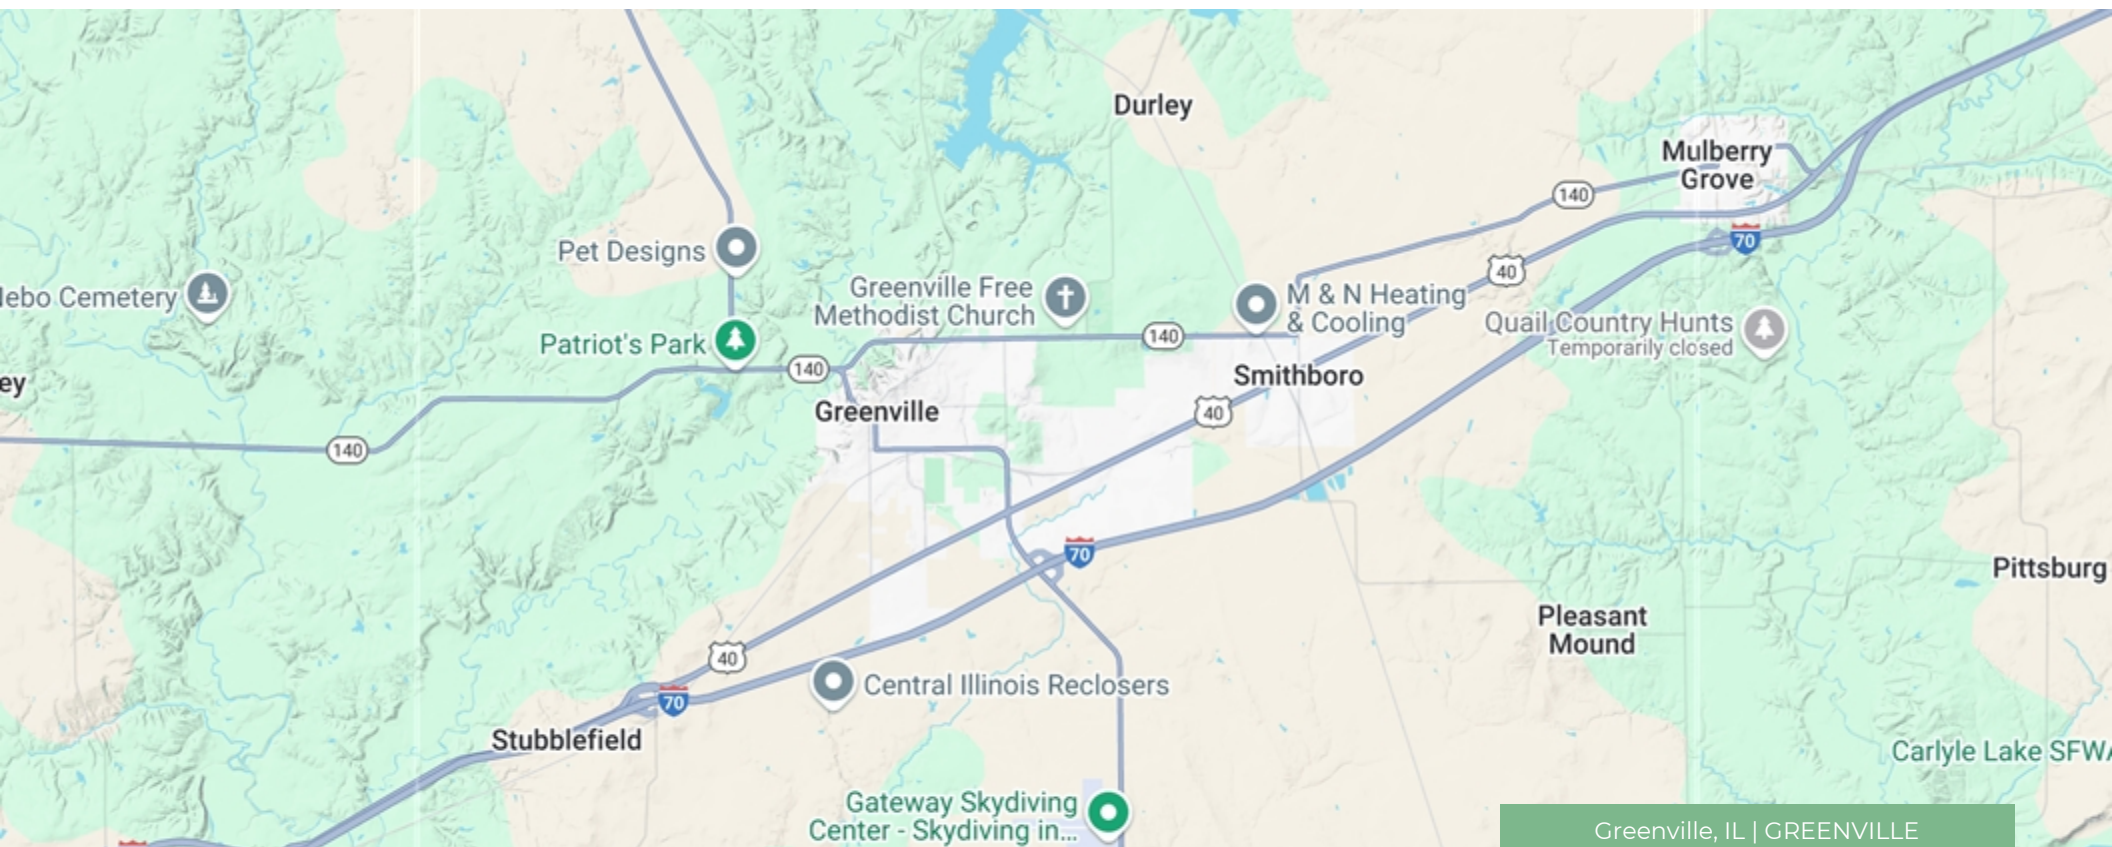 Durley
Mulberry
Grove
140
70
Pet Designs
40
Greenville Free
Methodist Church
M & N Heating
& Cooling
Cemetery
Quail Country Hunts
Temporarily closed
140
Patriot's Park
140
Smithboro
ey
Greenville
40
140
70
Pittsburg
Pleasant
Mound
40
Central Illinois Reclosers
70
Stubblefield
Carlyle Lake SFWA
Gateway Skydiving
Center - Skydiving in...
Greenville, IL | GREENVILLE